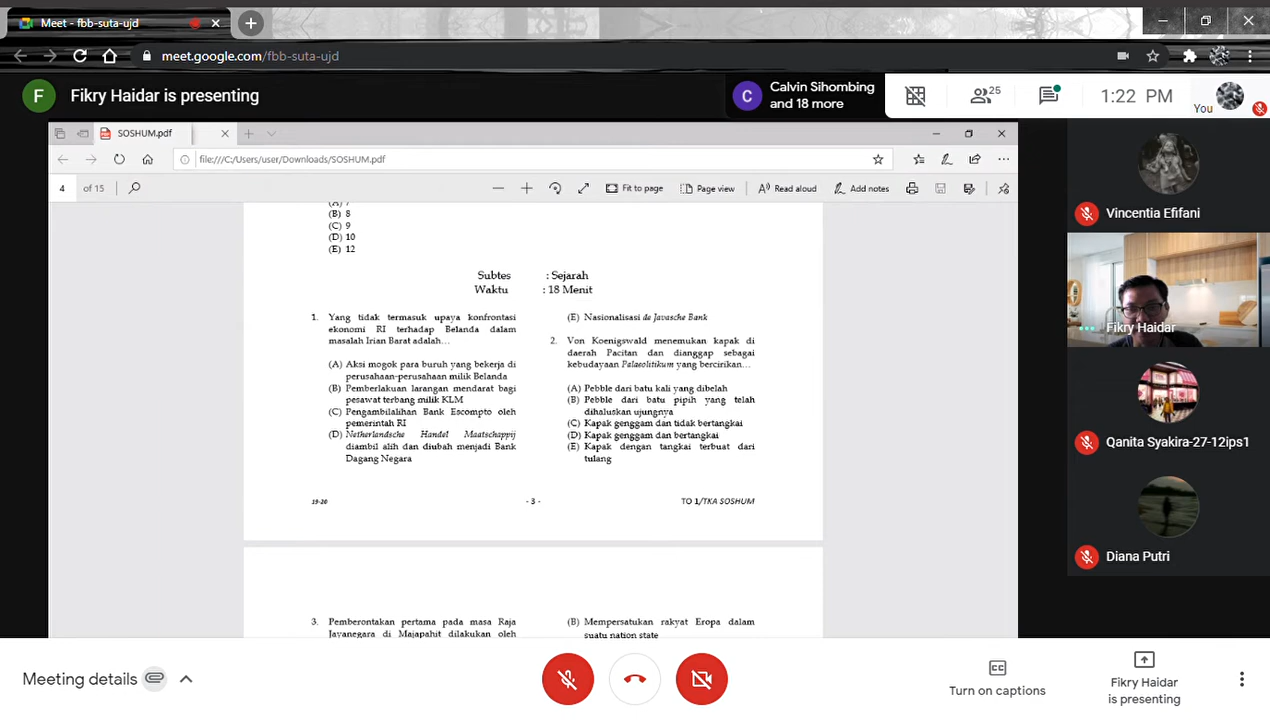 Meet - fbb-suta-ujd
meet.google.com/fbb-suta-ujd
F
Fikry Haidar is presenting
C
Calvin Sihombing
and 18 more
25
1:22 PM
You
SOSHUM.pdf
file:///C:/Users/user/Downloads/SOSHUM.pdf
4 of 15
Fit to page
Page view
Read aloud
Add notes
(A) 7
(B) 8
(C) 9
(D) 10
(E) 12
Subtes : Sejarah
Waktu : 18 Menit
1. Yang tidak termasuk upaya konfrontasi
ekonomi RI terhadap Belanda dalam
masalah Irian Barat adalah...
(A) Aksi mogok para buruh yang bekerja di
perusahaan-perusahaan milik Belanda
(B) Pemberlakuan larangan mendarat bagi
pesawat terbang milik KLM
(C) Pengambilalihan Bank Escompto oleh
pemerintah RI
(D) Netherlandsche Handel Maatschappij
diambil alih dan diubah menjadi Bank
Dagang Negara
(E) Nasionalisasi de Javasche Bank
2. Von Koenigswald menemukan kapak di
daerah Pacitan dan dianggap sebagai
kebudayaan Palaeolitikum yang bercirikan...
(A) Pebble dari batu kali yang dibelah
(B) Pebble dari batu pipih yang telah
dihaluskan ujungnya
(C) Kapak genggam dan tidak bertangkai
(D) Kapak genggam dan bertangkai
(E) Kapak dengan tangkai terbuat dari
tulang
19-20
- 3 -
TO 1/TKA SOSHUM
3. Pemberontakan pertama pada masa Raja
Jayanegara di Majapahit dilakukan oleh
(B) Mempersatukan rakyat Eropa dalam
suatu nation state
Vincentia Efifani
Fikry Haidar
Qanita Syakira-27-12ips1
Diana Putri
Meeting details
CC
Turn on captions
Fikry Haidar
is presenting